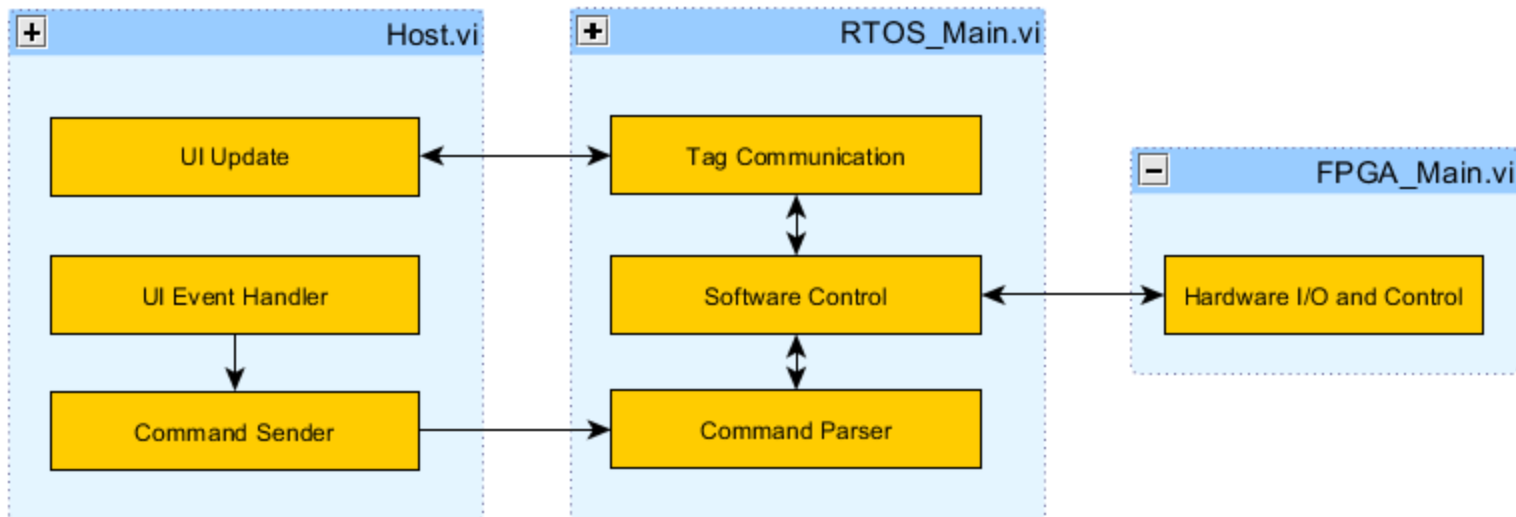 Host.vi
UI Update
UI Event Handler
Command Sender
RTOS_Main.vi
Tag Communication
Software Control
Command Parser
FPGA_Main.vi
Hardware I/O and Control